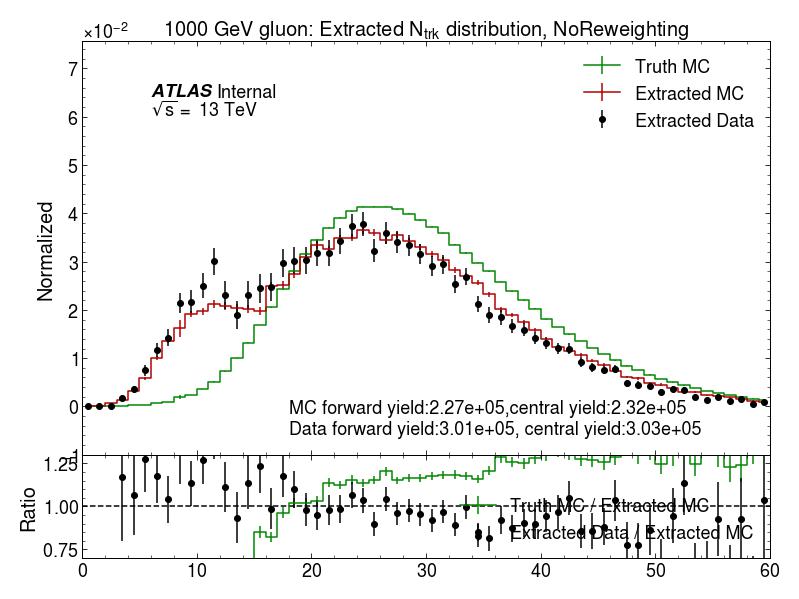 ×10⁻² 1000 GeV gluon: Extracted Ntrk distribution, NoReweighting
7
6
5
4
3
2
1
0
Normalized
ATLAS Internal
√s = 13 TeV
Truth MC
Extracted MC
Extracted Data
MC forward yield:2.27e+05,central yield:2.32e+05
Data forward yield:3.01e+05, central yield:3.03e+05
1.25
1.00
0.75
Ratio
Truth MC / Extracted MC
Extracted Data / Extracted MC
0 10 20 30 40 50 60